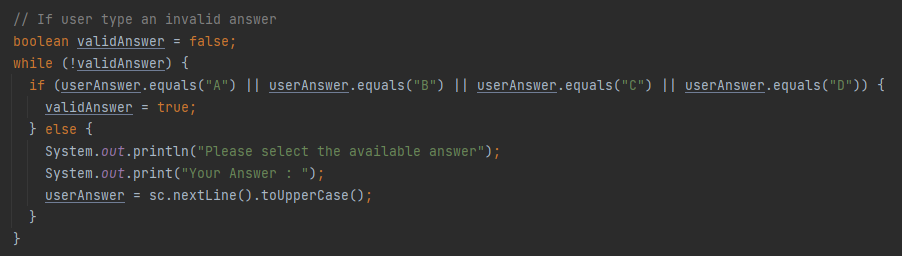 // If user type an invalid answer
boolean validAnswer = false;
while (!validAnswer) {
if (userAnswer.equals("A") || userAnswer.equals("B") || userAnswer.equals("C") || userAnswer.equals("D")) {
validAnswer = true;
} else {
System.out.println("Please select the available answer");
System.out.print("Your Answer : ");
userAnswer = sc.nextLine().toUpperCase();
}
}